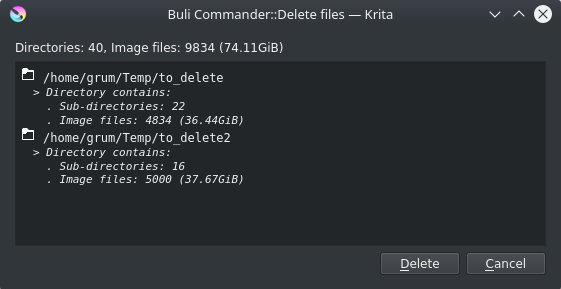 Buli Commander::Delete files — Krita
Directories: 40, Image files: 9834 (74.11GiB)
/home/grum/Temp/to_delete
> Directory contains:
. Sub-directories: 22
. Image files: 4834 (36.44GiB)
/home/grum/Temp/to_delete2
> Directory contains:
. Sub-directories: 16
. Image files: 5000 (37.67GiB)
Delete Cancel